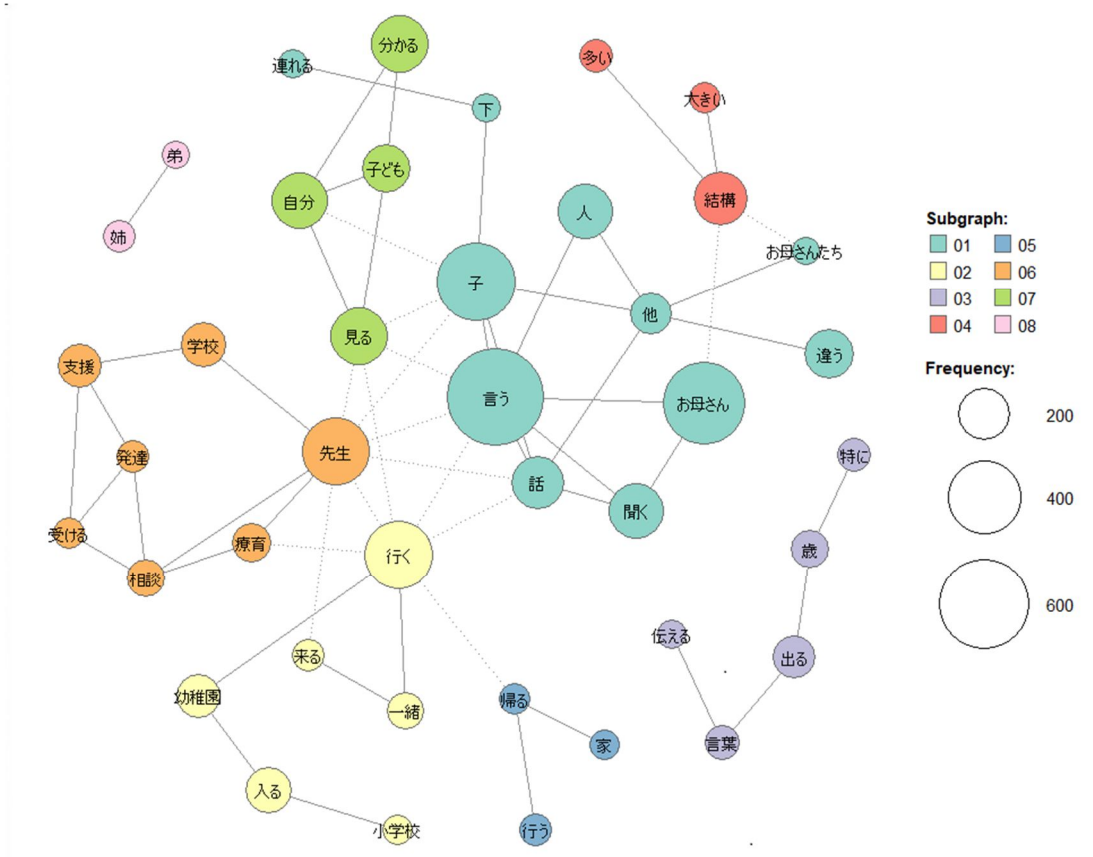 分かる
連れる
多い
大きい
下
弟
子ども
自分
結構
人
姉
お母さんたち
子
他
見る
学校
違う
支援
言う
お母さん
先生
発達
特に
話
聞く
受ける
療育
歳
行く
相談
伝える
来る
出る
幼稚園
帰る
一緒
言葉
家
入る
小学校
行う
Subgraph:
01 05
02 06
03 07
04 08
Frequency:
200
400
600